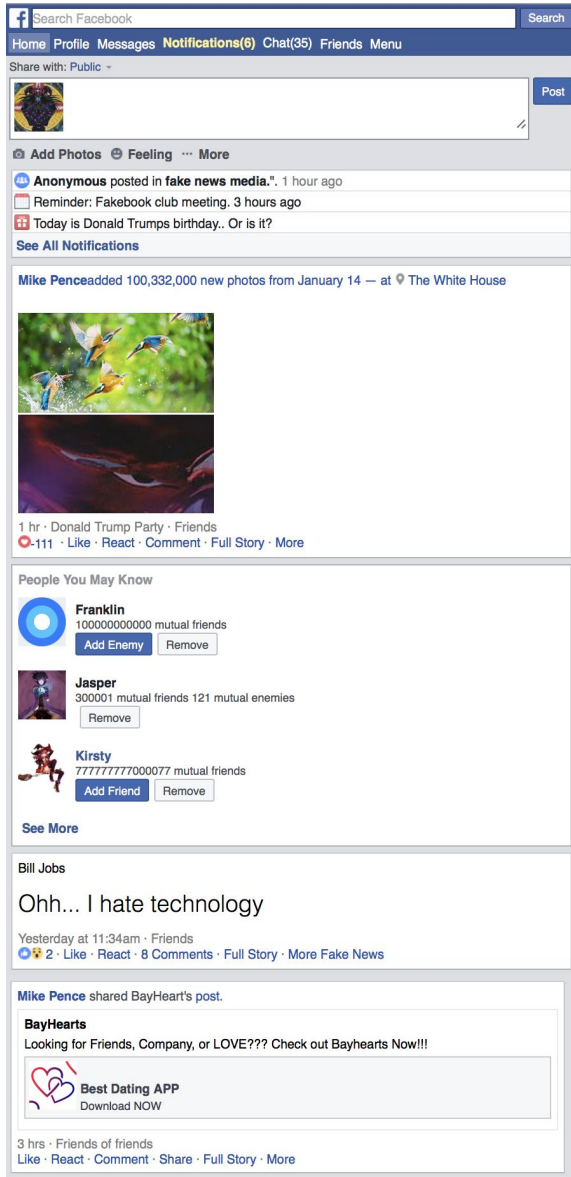 f Search Facebook Search
Home Profile Messages Notifications(6) Chat(35) Friends Menu
Share with: Public
Post
Add Photos Feeling ··· More
Anonymous posted in fake news media.". 1 hour ago
Reminder: Fakebook club meeting. 3 hours ago
Today is Donald Trumps birthday.. Or is it?
See All Notifications
Mike Penceadded 100,332,000 new photos from January 14 — at The White House
1 hr · Donald Trump Party · Friends
-111 · Like · React · Comment · Full Story · More
People You May Know
Franklin
100000000000 mutual friends
Add Enemy Remove
Jasper
300001 mutual friends 121 mutual enemies
Remove
Kirsty
777777777000077 mutual friends
Add Friend Remove
See More
Bill Jobs
Ohh... I hate technology
Yesterday at 11:34am · Friends
2 · Like · React · 8 Comments · Full Story · More Fake News
Mike Pence shared BayHeart's post.
BayHearts
Looking for Friends, Company, or LOVE??? Check out Bayhearts Now!!!
Best Dating APP
Download NOW
3 hrs · Friends of friends
Like · React · Comment · Share · Full Story · More